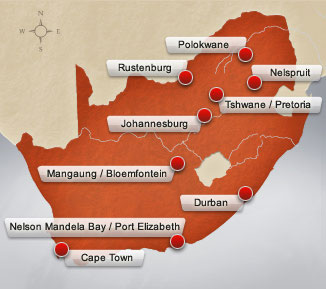 N
W E
S
Polokwane
Rustenburg
Nelspruit
Tshwane / Pretoria
Johannesburg
Mangaung / Bloemfontein
Durban
Nelson Mandela Bay / Port Elizabeth
Cape Town